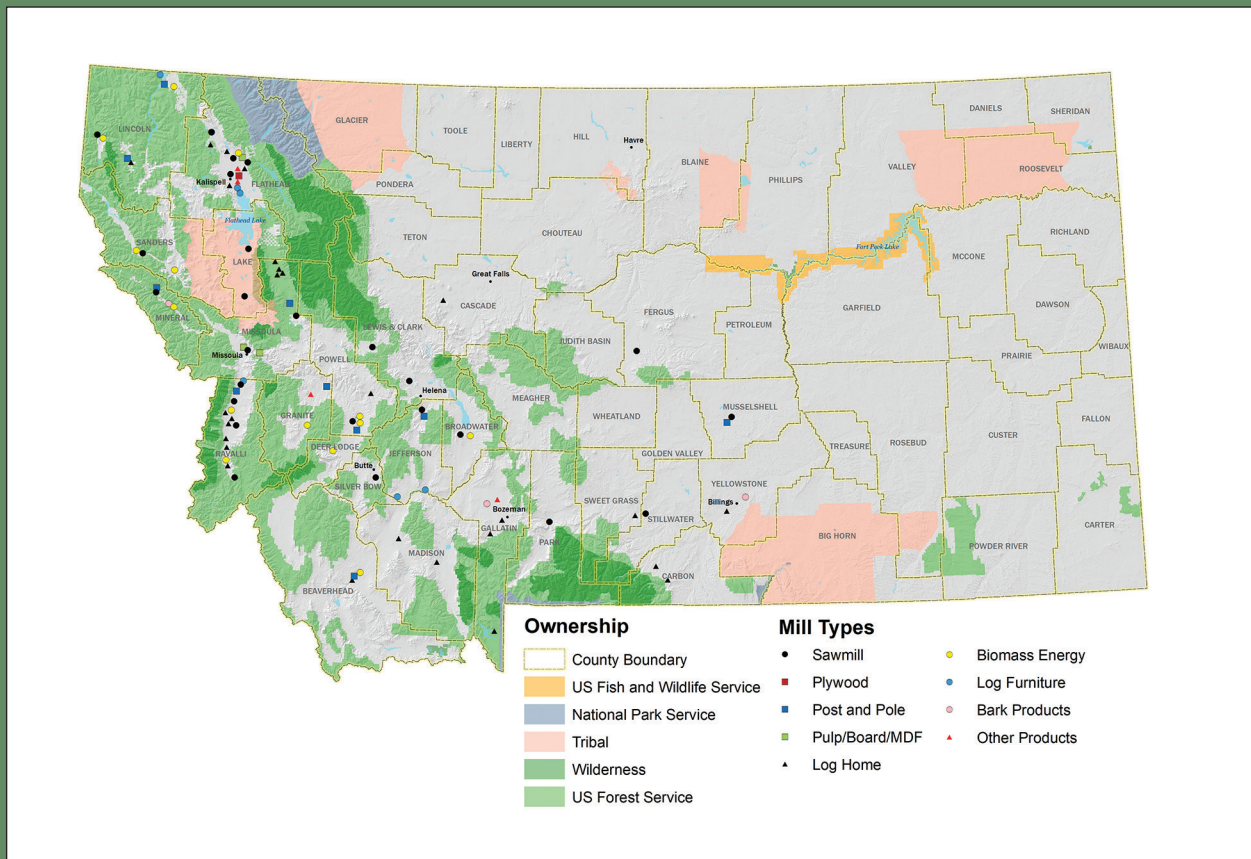 DANIELS
SHERIDAN
GLACIER
TOOLE
LIBERTY
HILL
Havre
LINCOLN
BLAINE
VALLEY
ROOSEVELT
PHILLIPS
Kalispell
FLATHEAD
PONDERA
Flathead Lake
TETON
CHOUTEAU
RICHLAND
SANDERS
Fort Peck Lake
MCCONE
LAKE
Great Falls
CASCADE
FERGUS
GARFIELD
DAWSON
MINERAL
MISSOULA
LEWIS & CLARK
PETROLEUM
JUDITH BASIN
WIBAUX
Missoula
POWELL
PRAIRIE
Helena
MEAGHER
WHEATLAND
MUSSELSHELL
FALLON
GRANITE
BROADWATER
TREASURE
ROSEBUD
CUSTER
DEER LODGE
JEFFERSON
GOLDEN VALLEY
RAVALLI
Butte
SILVER BOW
YELLOWSTONE
SWEET GRASS
Billings
Bozeman
STILLWATER
GALLATIN
CARTER
BIG HORN
PARK
POWDER RIVER
MADISON
CARBON
BEAVERHEAD
Ownership
County Boundary
US Fish and Wildlife Service
National Park Service
Tribal
Wilderness
US Forest Service
Mill Types
Sawmill
Plywood
Post and Pole
Pulp/Board/MDF
Log Home
Biomass Energy
Log Furniture
Bark Products
Other Products